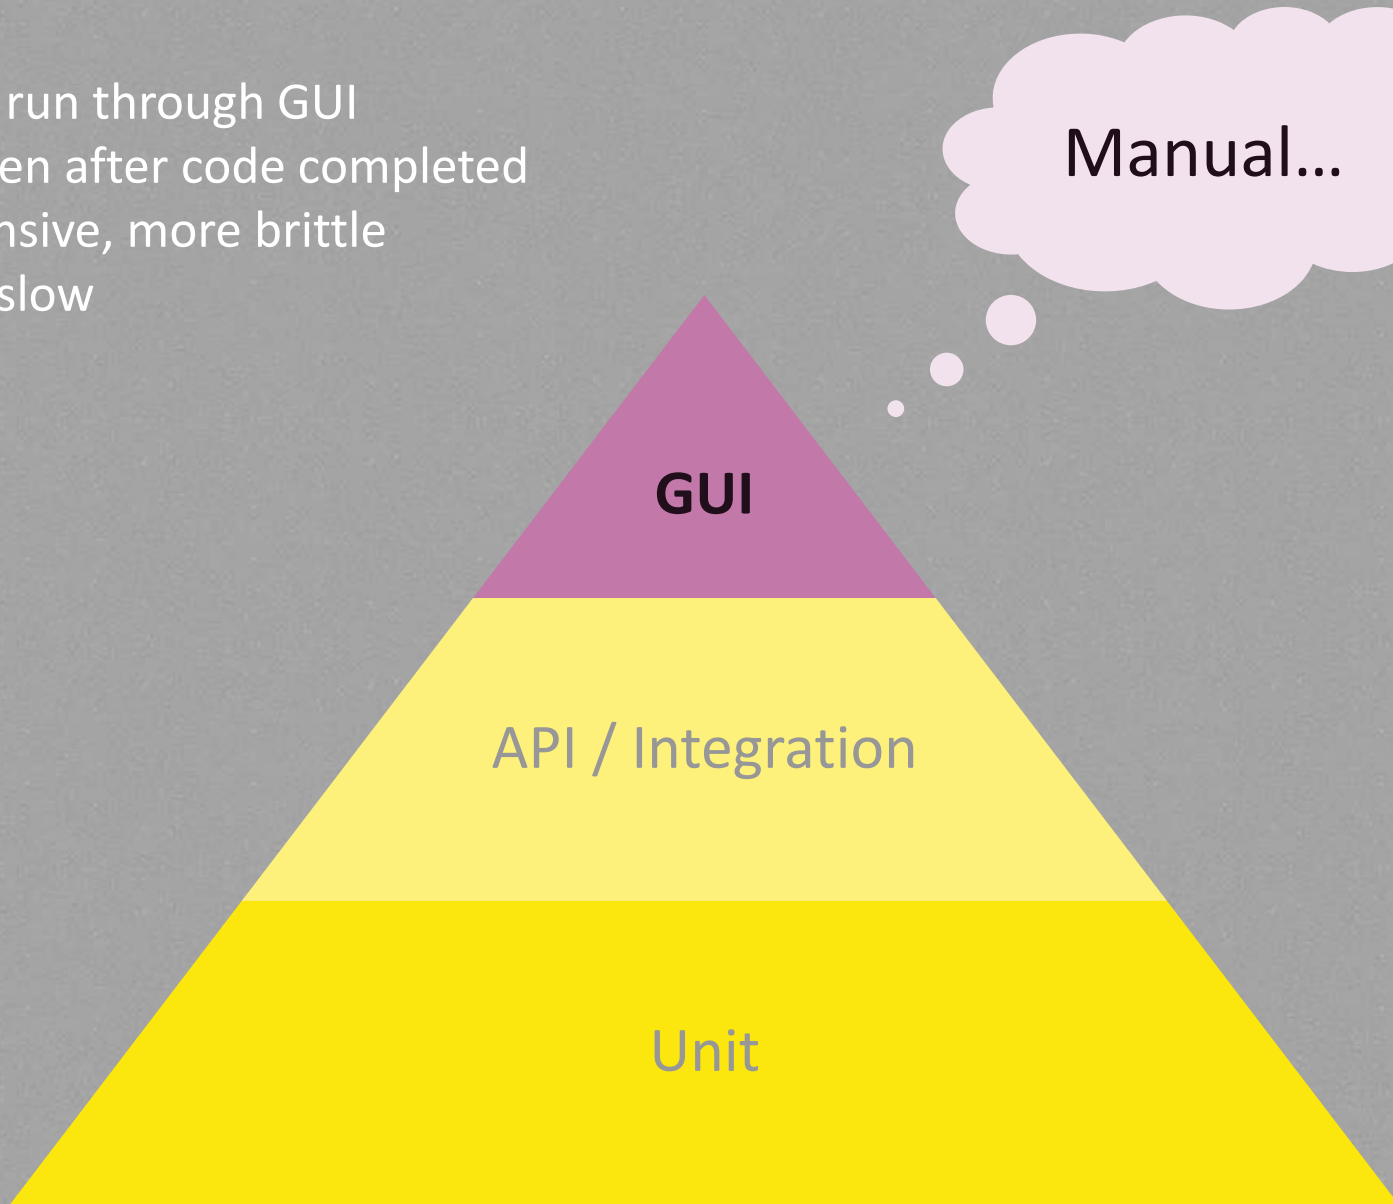 run through GUI
en after code completed
nsive, more brittle
slow
Manual...
GUI
API / Integration
Unit